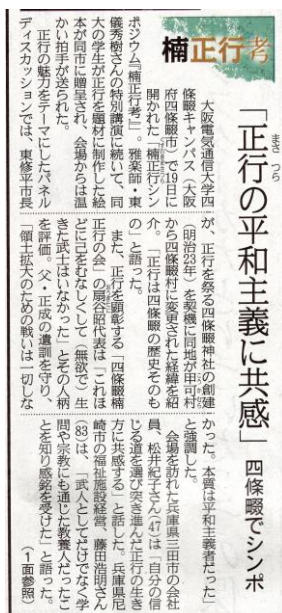 楠正行考
「正行の平和主義に共感」 四條畷でシンポ
まさ つら
大阪電気通信大学四
條畷キャンパス（大阪
府四條畷市）で19日に
開かれた「楠正行シン
ポジウム『楠正行考』」。雅楽師・東
儀秀樹さんの特別講演に続いて、同
大の学生が正行を題材に制作した絵
本が同市に贈呈され、会場からは温
かい拍手が送られた。
正行の魅力をテーマにしたパネル
ディスカッションでは、東修平市長
が、正行を祭る四條畷神社の創建
（明治23年）を契機に同地が甲可村
から四條畷村に変更された経緯を紹
介。「正行は四條畷の歴史そのも
の」と語った。
また、正行を顕彰する「四條畷楠
正行の会」の扇谷昭代表は「これほ
どに己をむなしくして（無欲で）生
きた武士はいなかった」とその人柄
を評価。父・正成の遺訓を守り、
「領土拡大のための戦いは一切しな
かった。本質は平和主義者だった」
と強調した。
会場を訪れた兵庫県三田市の会社
員、松井紀子さん（47）は「自分の信
じる道を選び突き進んだ正行の生き
方に共感する」と話した。兵庫県尼
崎市の福祉施設経営、藤田浩明さん
（83）は、「武人としてだけでなく学
問や宗教にも通じた教養人だったこ
とを知り感銘を受けた」と語った。
（1面参照）